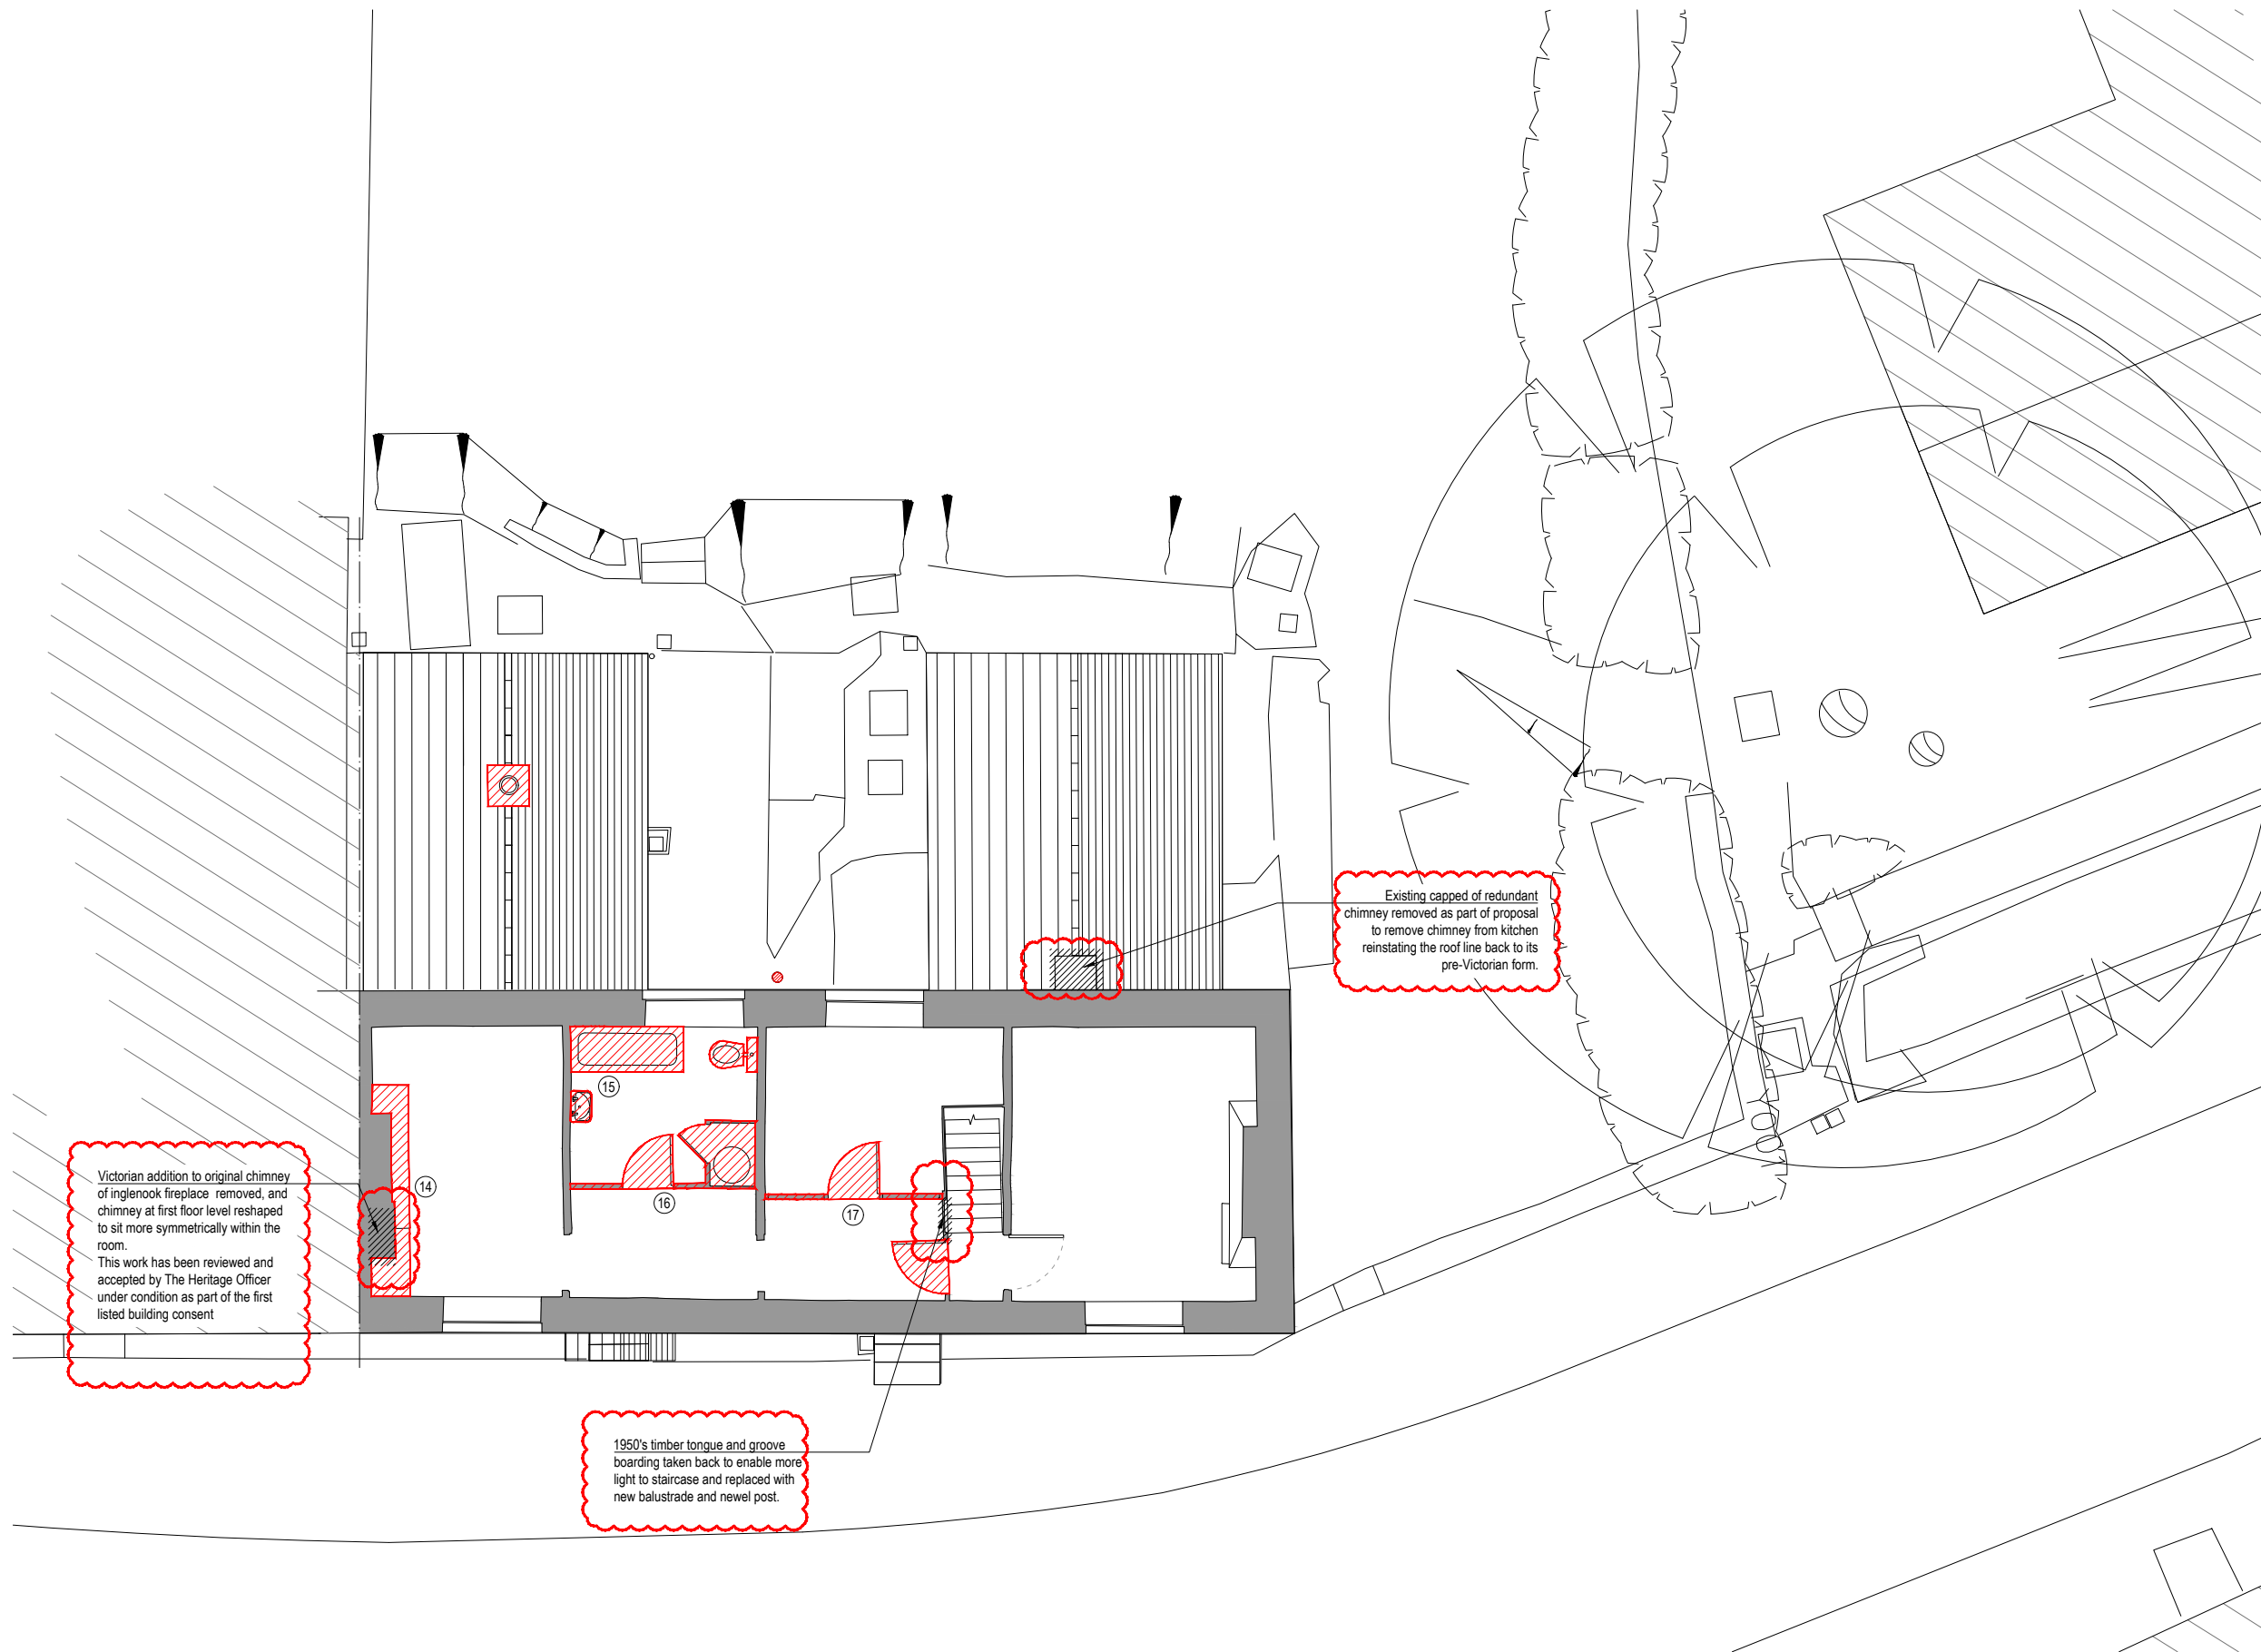 Existing capped of redundant
chimney removed as part of proposal
to remove chimney from kitchen
reinstating the roof line back to its
pre-Victorian form.
15
14
16
17
Victorian addition to original chimney
of inglenook fireplace removed, and
chimney at first floor level reshaped
to sit more symmetrically within the
room.
This work has been reviewed and
accepted by The Heritage Officer
under condition as part of the first
listed building consent
1950's timber tongue and groove
boarding taken back to enable more
light to staircase and replaced with
new balustrade and newel post.